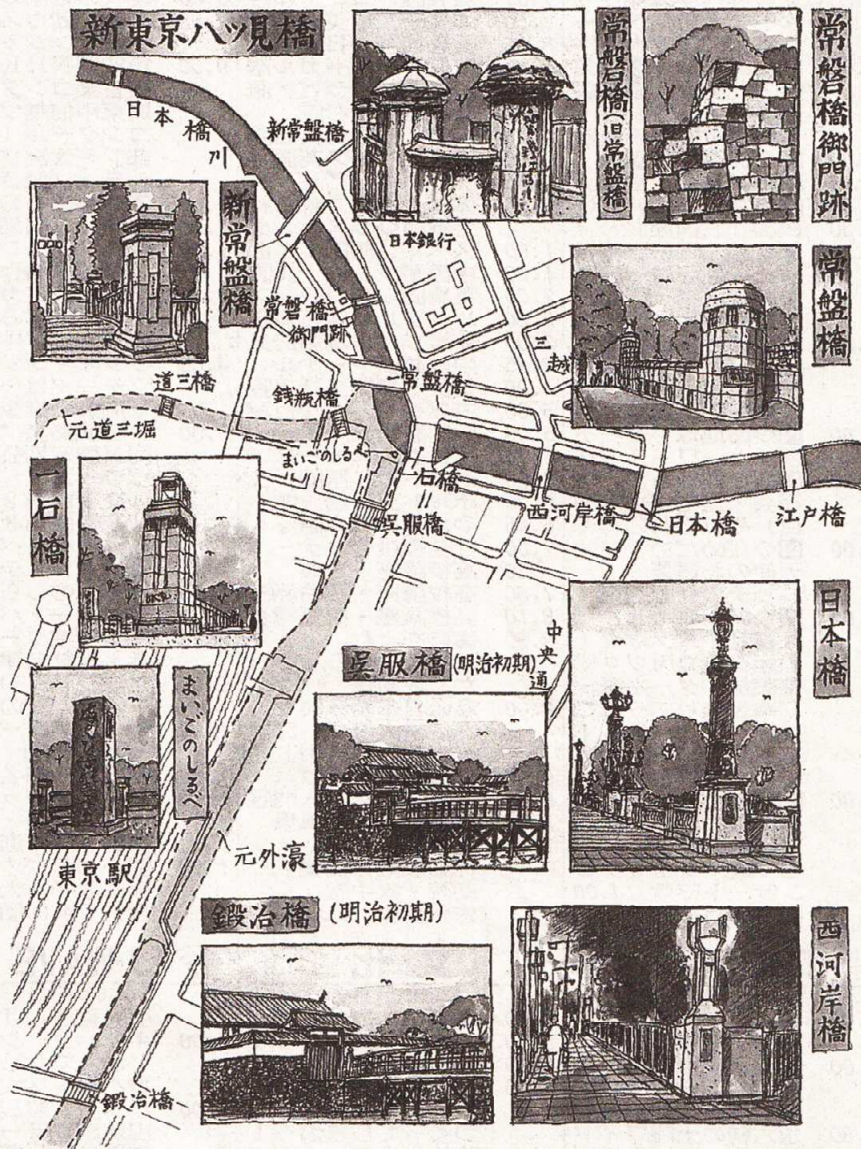 新東京八ツ見橋
日本橋川
新常盤橋
常磐橋(旧常盤橋)
常磐橋御門跡
新常盤橋
日本銀行
常盤橋
常磐橋御門跡
三越
常盤橋
道三橋
銭瓶橋
元道三堀
まいごのしるべ
一石橋
呉服橋
西河岸橋
日本橋
江戸橋
一石橋
日本橋
中央通
呉服橋(明治初期)
まいごのしるべ
元外濠
東京駅
鍛冶橋(明治初期)
西河岸橋
鍛冶橋